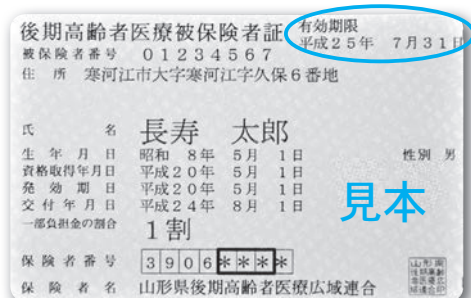 後期高齢者医療被保険者証
有効期限
平成25年 7月31日
被保険者番号 01234567
住所 寒河江市大字寒河江字久保6番地
氏名 長寿 太郎
生年月日 昭和 8年 5月 1日 性別 男
資格取得年月日 平成20年 5月 1日
発効期日 平成20年 5月 1日
交付年月日 平成24年 8月 1日
一部負担金の割合 1割
見本
保険者番号 3906****
保険者名 山形県後期高齢者医療広域連合